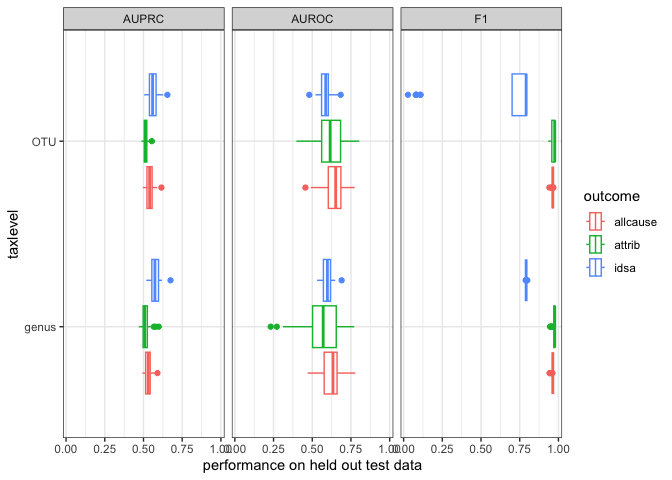 AUPRC AUROC F1
OTU
genus
taxlevel
0.00 0.25 0.50 0.75 1.00 0.00 0.25 0.50 0.75 1.00 0.00 0.25 0.50 0.75 1.00
performance on held out test data
outcome
allcause
attrib
idsa